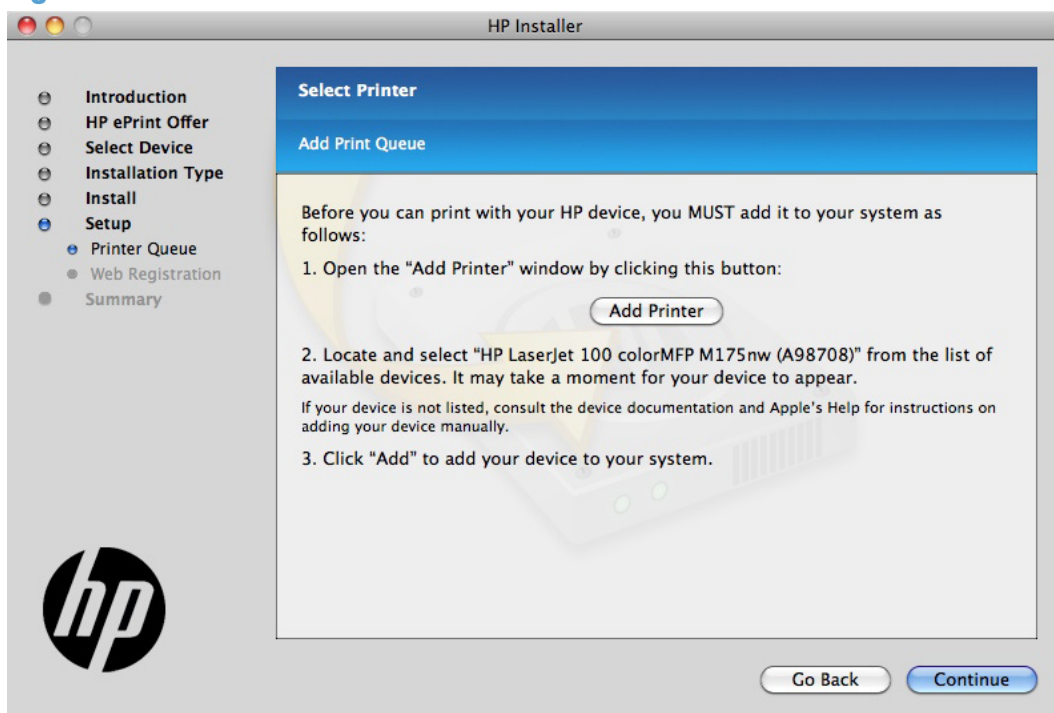 HP Installer
Introduction
HP ePrint Offer
Select Device
Installation Type
Install
Setup
Printer Queue
Web Registration
Summary
Select Printer
Add Print Queue
Before you can print with your HP device, you MUST add it to your system as
follows:
1. Open the “Add Printer” window by clicking this button:
Add Printer
2. Locate and select “HP LaserJet 100 colorMFP M175nw (A98708)” from the list of
available devices. It may take a moment for your device to appear.
If your device is not listed, consult the device documentation and Apple’s Help for instructions on
adding your device manually.
3. Click “Add” to add your device to your system.
hp
Go Back
Continue